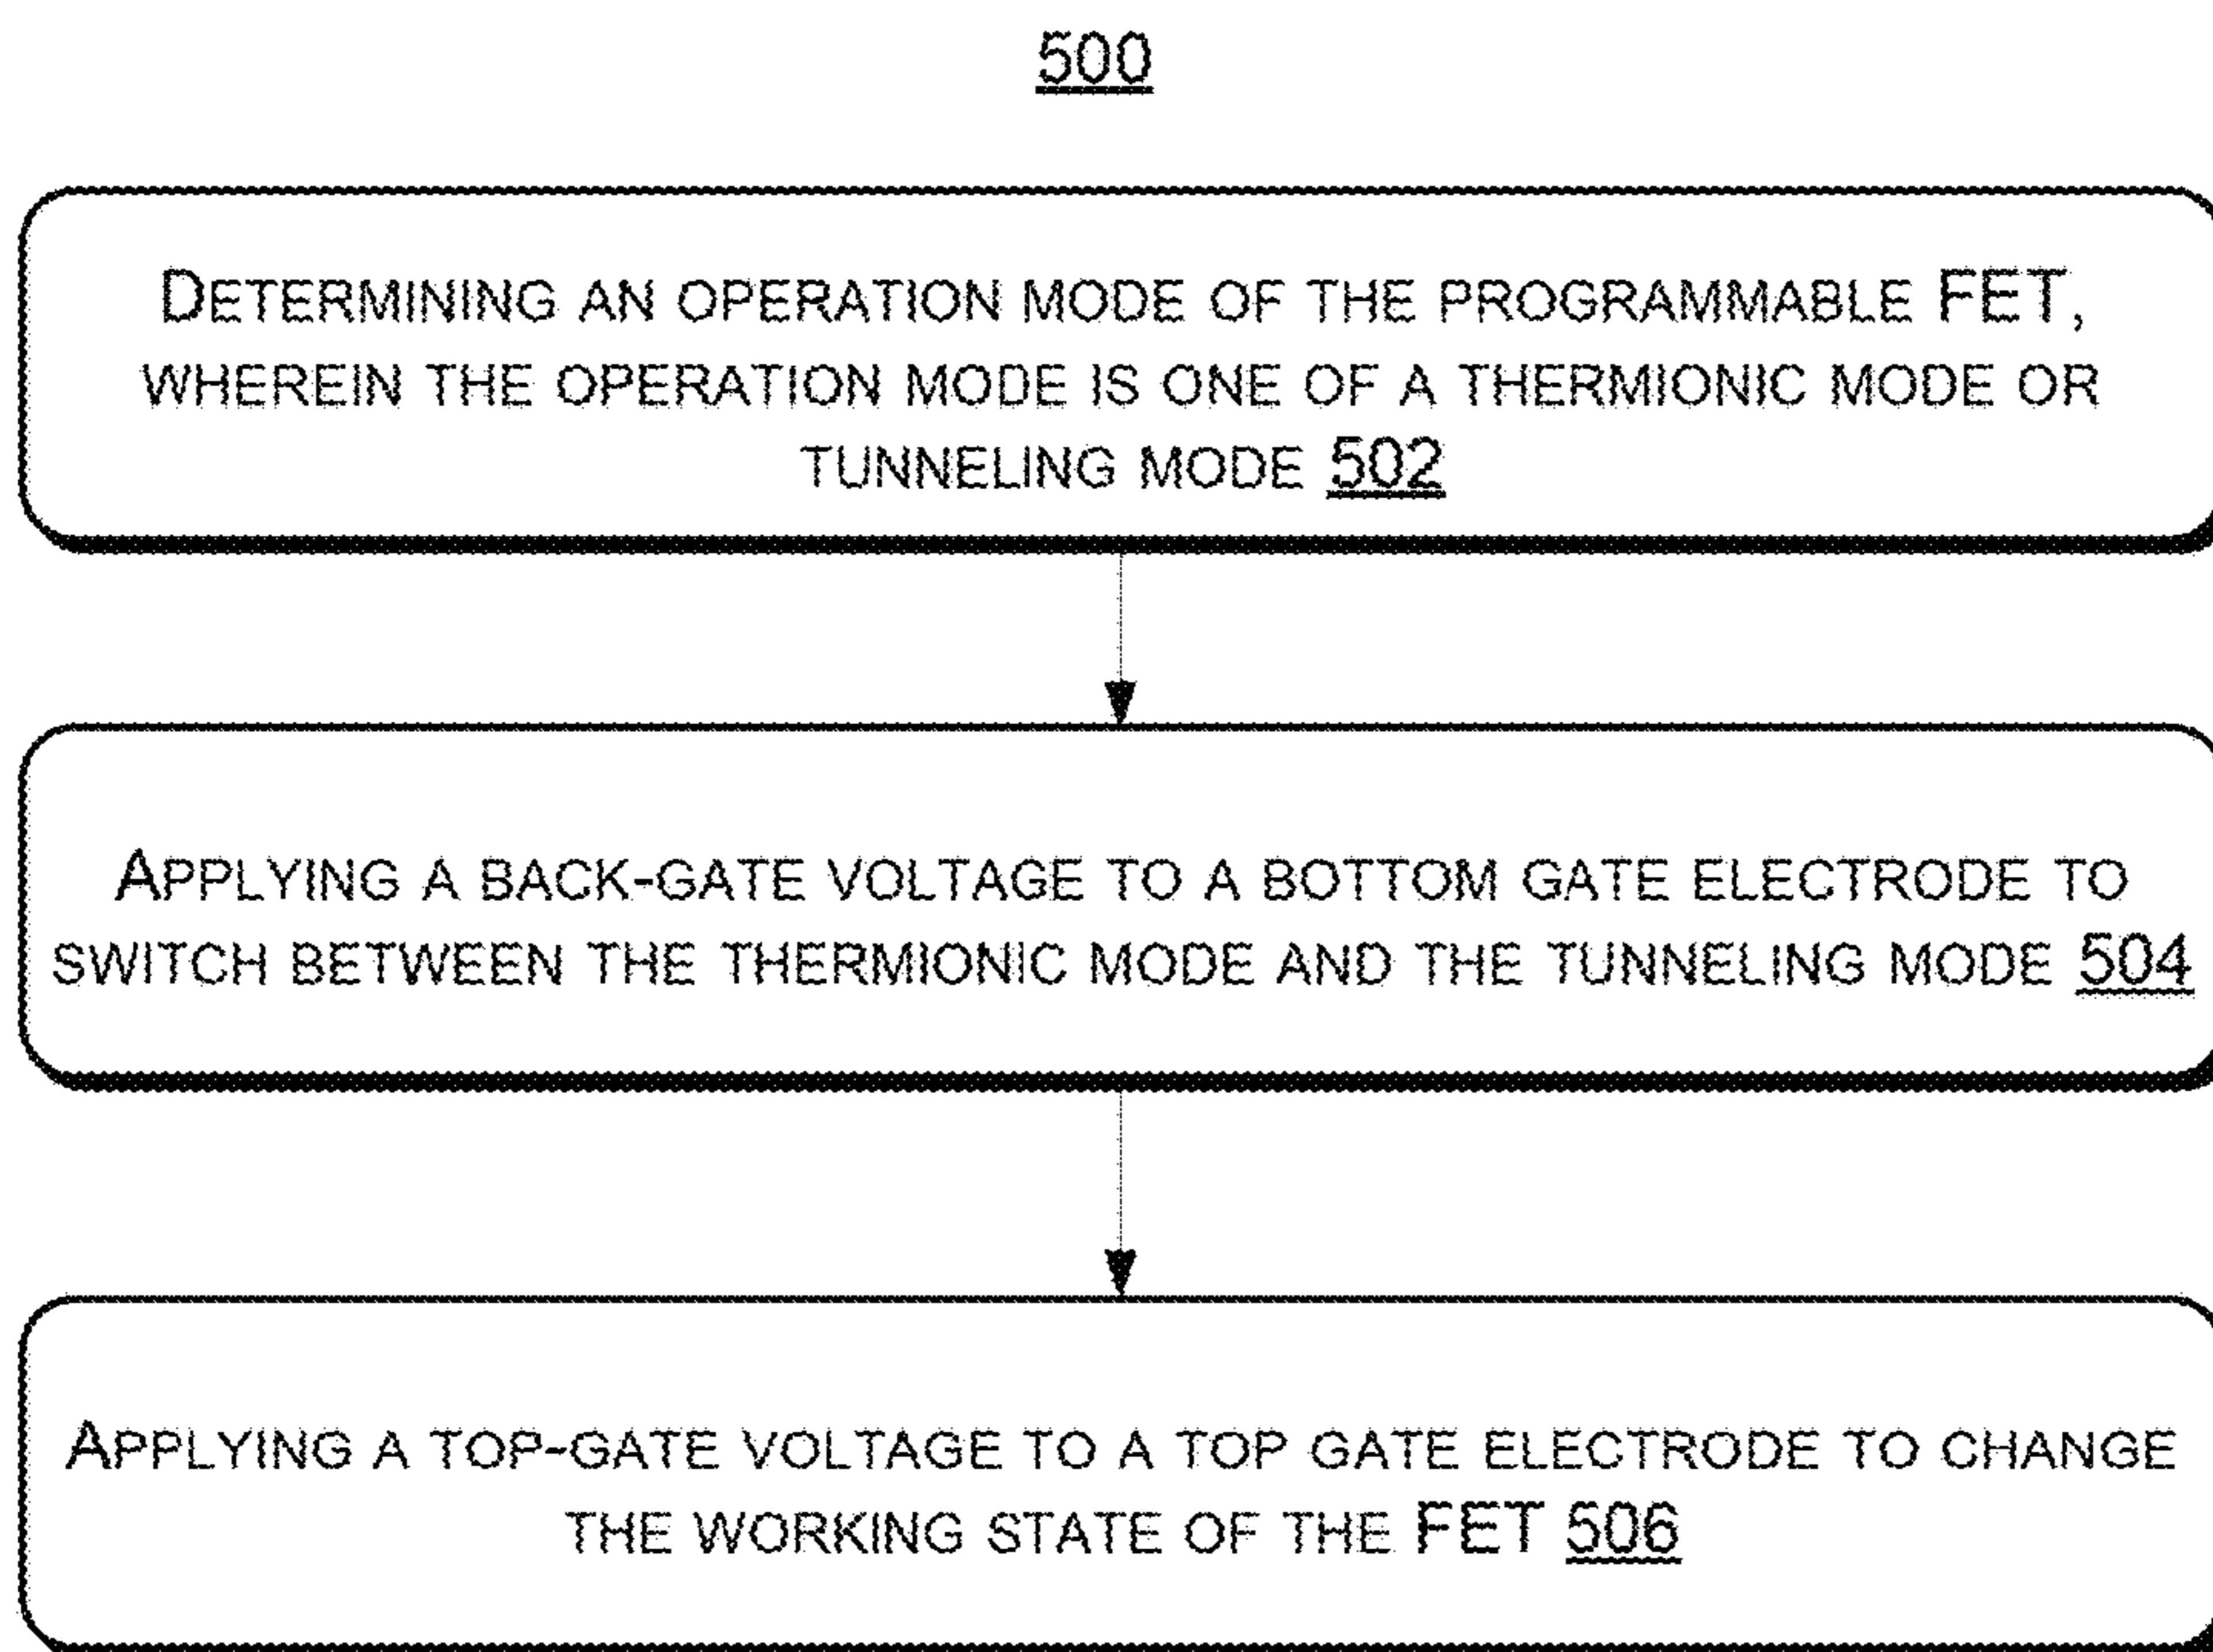 500
DETERMINING AN OPERATION MODE OF THE PROGRAMMABLE FET,
WHEREIN THE OPERATION MODE IS ONE OF A THERMIONIC MODE OR
TUNNELING MODE 502
APPLYING A BACK-GATE VOLTAGE TO A BOTTOM GATE ELECTRODE TO
SWITCH BETWEEN THE THERMIONIC MODE AND THE TUNNELING MODE 504
APPLYING A TOP-GATE VOLTAGE TO A TOP GATE ELECTRODE TO CHANGE
THE WORKING STATE OF THE FET 506